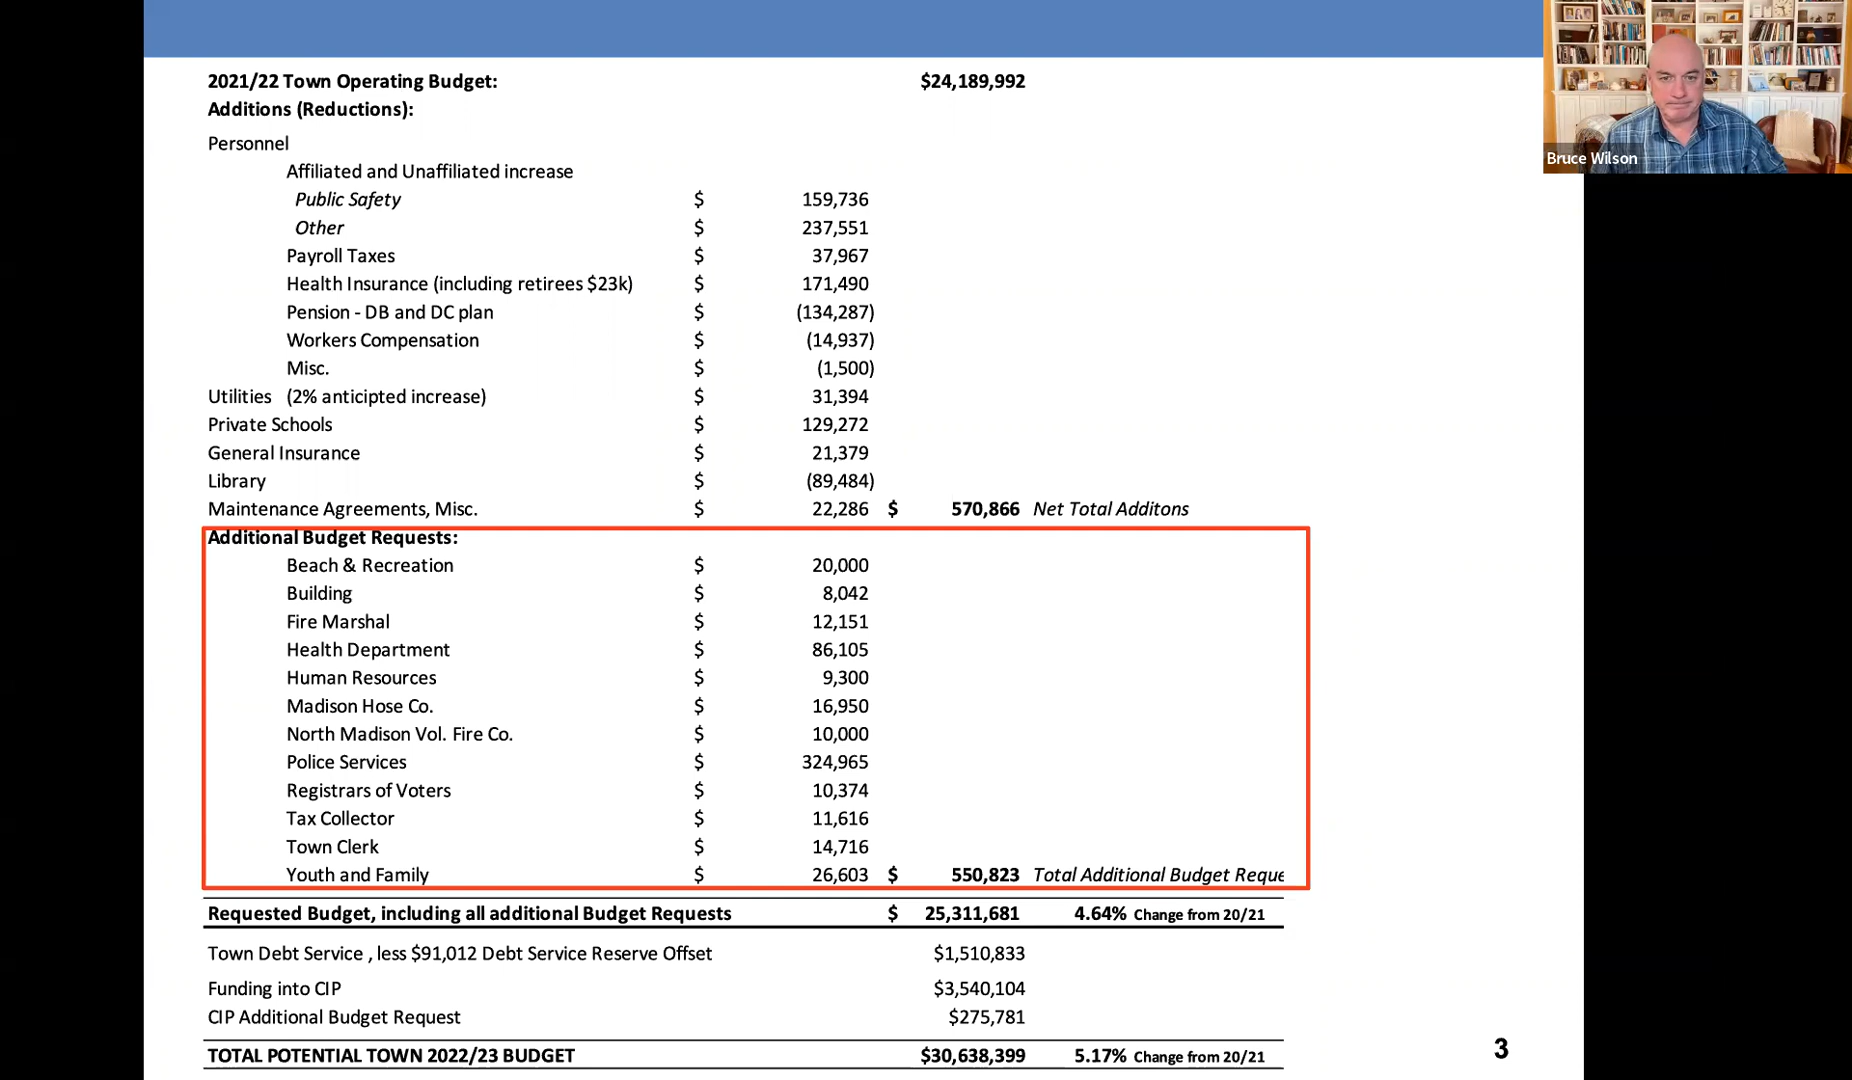 2021/22 Town Operating Budget: $24,189,992
Additions (Reductions):
Personnel
Affiliated and Unaffiliated increase
Public Safety $ 159,736
Other $ 237,551
Payroll Taxes $ 37,967
Health Insurance (including retirees $23k) $ 171,490
Pension - DB and DC plan $ (134,287)
Workers Compensation $ (14,937)
Misc. $ (1,500)
Utilities (2% anticipted increase) $ 31,394
Private Schools $ 129,272
General Insurance $ 21,379
Library $ (89,484)
Maintenance Agreements, Misc. $ 22,286 $ 570,866 Net Total Additons
Additional Budget Requests:
Beach & Recreation $ 20,000
Building $ 8,042
Fire Marshal $ 12,151
Health Department $ 86,105
Human Resources $ 9,300
Madison Hose Co. $ 16,950
North Madison Vol. Fire Co. $ 10,000
Police Services $ 324,965
Registrars of Voters $ 10,374
Tax Collector $ 11,616
Town Clerk $ 14,716
Youth and Family $ 26,603 $ 550,823 Total Additional Budget Reque
Requested Budget, including all additional Budget Requests $ 25,311,681 4.64% Change from 20/21
Town Debt Service , less $91,012 Debt Service Reserve Offset $1,510,833
Funding into CIP $3,540,104
CIP Additional Budget Request $275,781
TOTAL POTENTIAL TOWN 2022/23 BUDGET $30,638,399 5.17% Change from 20/21
3
Bruce Wilson